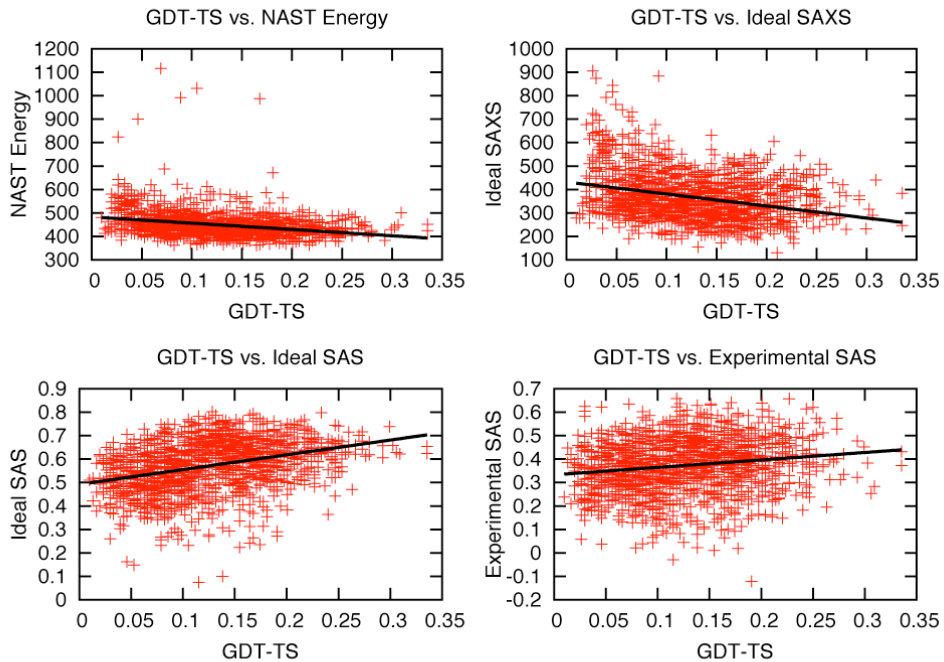 GDT-TS vs. NAST Energy
1200
1100
1000
900
800
700
600
500
400
300
NAST Energy
0 0.05 0.1 0.15 0.2 0.25 0.3 0.35
GDT-TS
GDT-TS vs. Ideal SAXS
1000
900
800
700
600
500
400
300
200
100
Ideal SAXS
0 0.05 0.1 0.15 0.2 0.25 0.3 0.35
GDT-TS
GDT-TS vs. Ideal SAS
0.9
0.8
0.7
0.6
0.5
0.4
0.3
0.2
0.1
0
Ideal SAS
0 0.05 0.1 0.15 0.2 0.25 0.3 0.35
GDT-TS
GDT-TS vs. Experimental SAS
0.7
0.6
0.5
0.4
0.3
0.2
0.1
0
-0.1
-0.2
Experimental SAS
0 0.05 0.1 0.15 0.2 0.25 0.3 0.35
GDT-TS